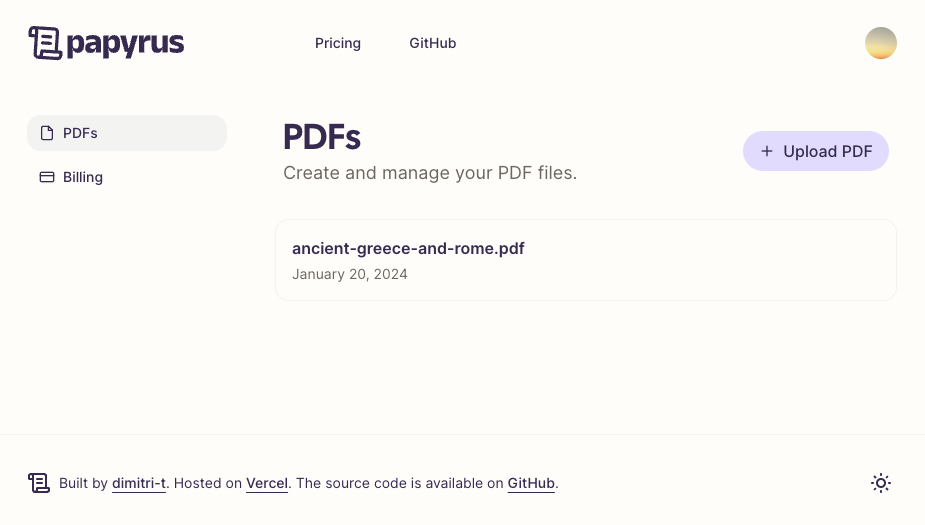 papyrus
Pricing
GitHub
PDFs
Billing
PDFs
Create and manage your PDF files.
Upload PDF
ancient-greece-and-rome.pdf
January 20, 2024
Built by dimitri-t. Hosted on Vercel. The source code is available on GitHub.